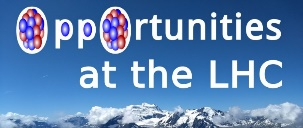 OppOrtunities
at the LHC